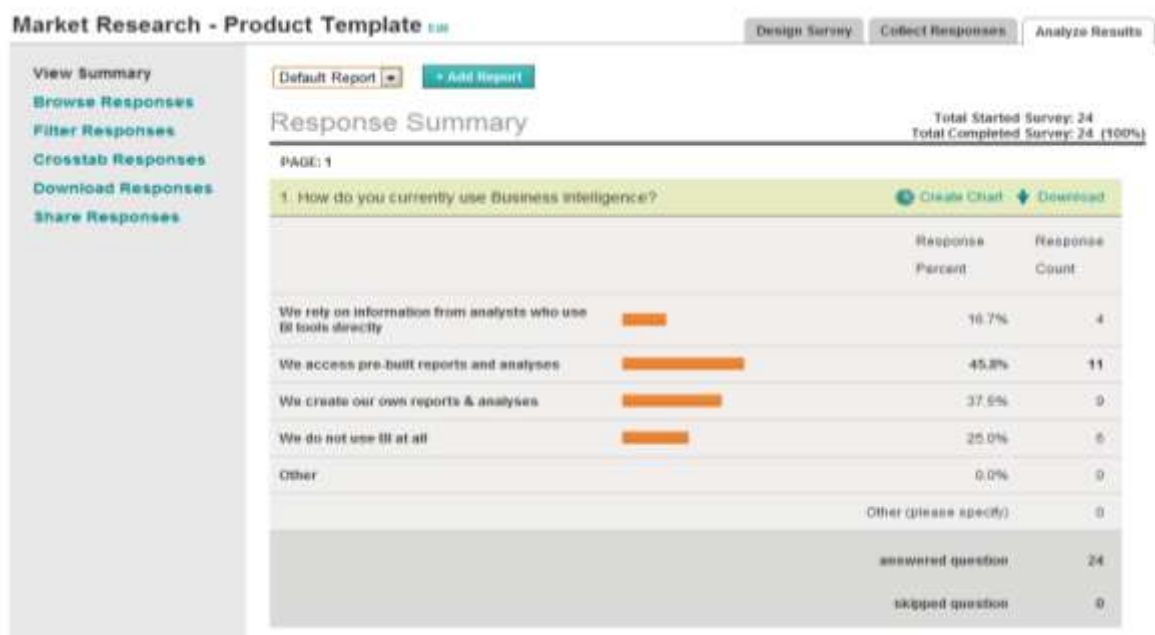 Market Research - Product Template Edit
Design Survey Collect Responses Analyze Results
View Summary
Browse Responses
Filter Responses
Crosstab Responses
Download Responses
Share Responses
Default Report + Add Report
Response Summary
Total Started Survey: 24
Total Completed Survey: 24 (100%)
PAGE: 1
1. How do you currently use Business Intelligence? Create Chart Download
Response Percent
Response Count
We rely on information from analysts who use
BI tools directly 16.7% 4
We access pre-built reports and analyses 45.8% 11
We create our own reports & analyses 37.5% 9
We do not use BI at all 25.0% 6
Other 0.0% 0
Other (please specify) 0
answered question 24
skipped question 0